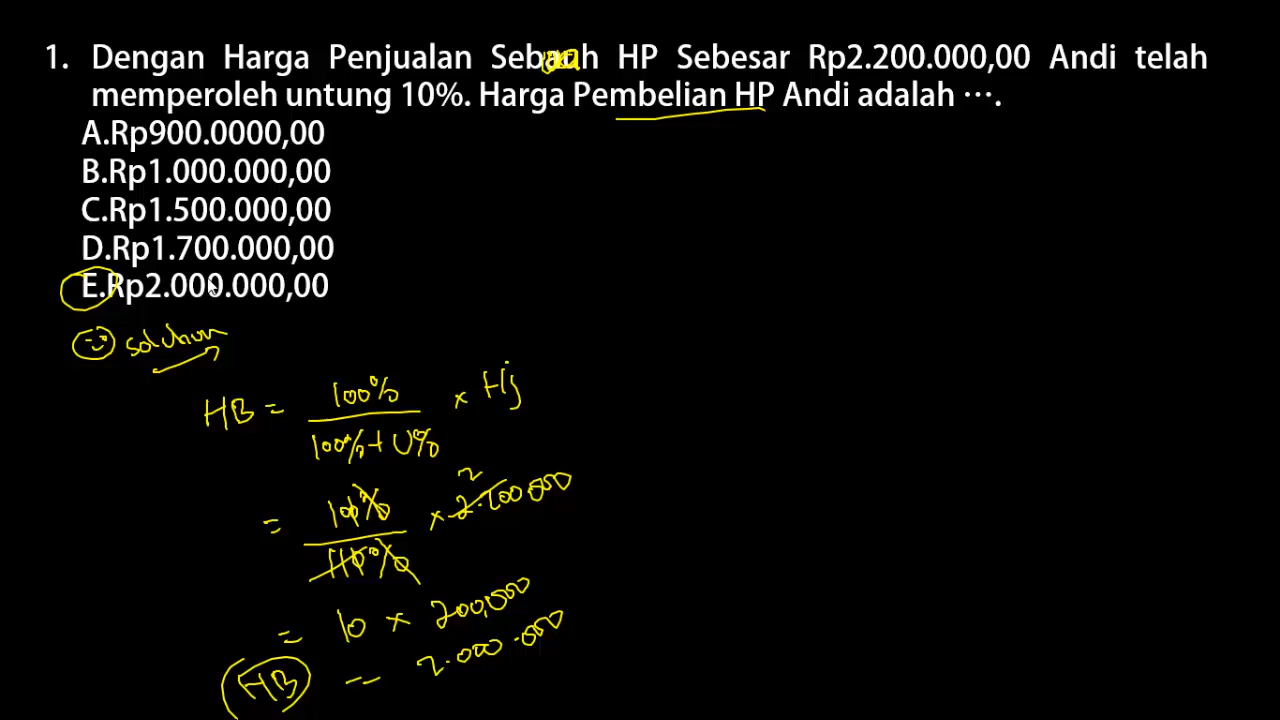 1. Dengan Harga Penjualan Sebuah HP Sebesar Rp2.200.000,00 Andi telah
memperoleh untung 10%. Harga Pembelian HP Andi adalah ….
A.Rp900.0000,00
B.Rp1.000.000,00
C.Rp1.500.000,00
D.Rp1.700.000,00
E.Rp2.000.000,00
solution
HB = 100% / 100% + U% × Hj
= 100% / 110% × 2.200.000 2
= 10 × 200.000
HB = 2.000.000